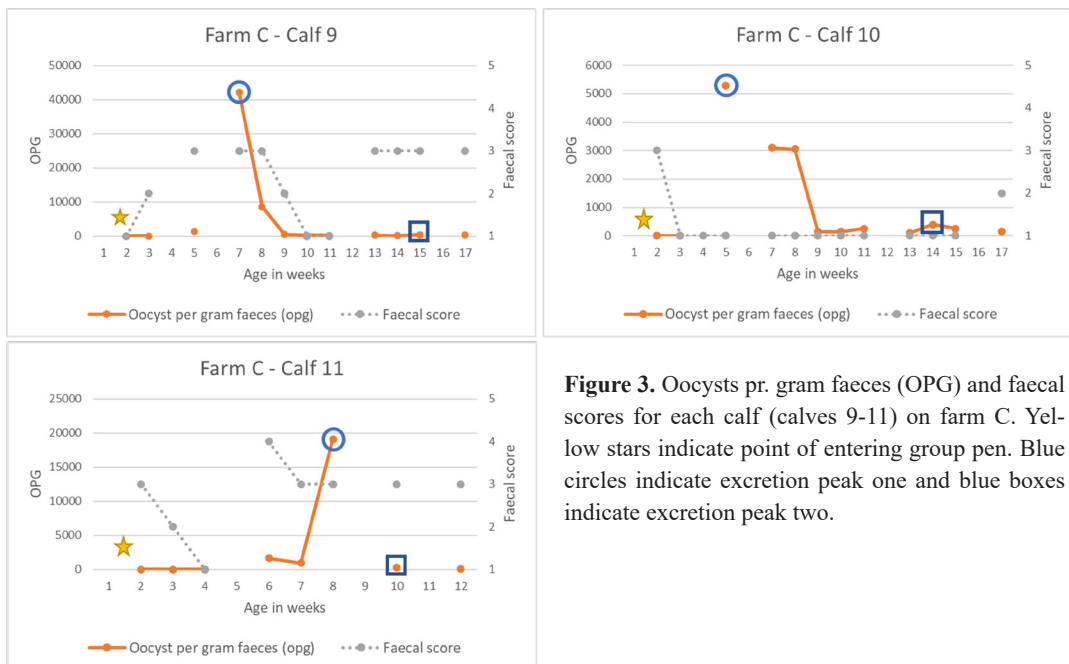 Farm C - Calf 9
50000
40000
30000
20000
10000
0
OPG
5
4
3
2
1
Faecal score
1 2 3 4 5 6 7 8 9 10 11 12 13 14 15 16 17
Age in weeks
Oocyst per gram faeces (opg) Faecal score
Farm C - Calf 10
6000
5000
4000
3000
2000
1000
0
OPG
5
4
3
2
1
Faecal score
1 2 3 4 5 6 7 8 9 10 11 12 13 14 15 16 17
Age in weeks
Oocyst per gram faeces (opg) Faecal score
Farm C - Calf 11
25000
20000
15000
10000
5000
0
OPG
5
4
3
2
1
Faecal score
1 2 3 4 5 6 7 8 9 10 11 12
Age in weeks
Oocyst per gram faeces (opg) Faecal score
Figure 3. Oocysts pr. gram faeces (OPG) and faecal
scores for each calf (calves 9-11) on farm C. Yel-
low stars indicate point of entering group pen. Blue
circles indicate excretion peak one and blue boxes
indicate excretion peak two.